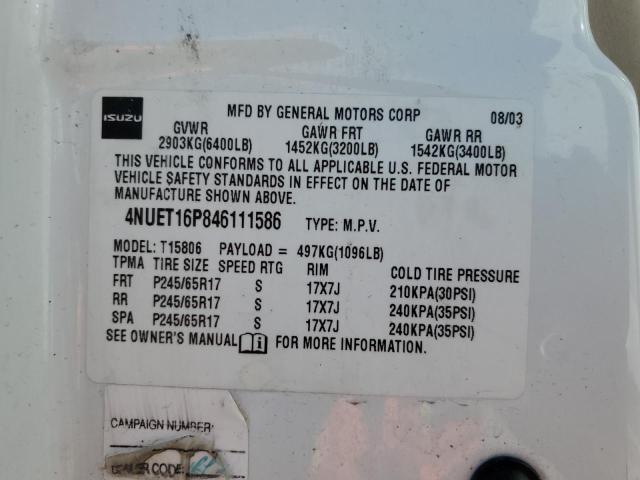 ISUZU MFD BY GENERAL MOTORS CORP 08/03
GVWR GAWR FRT GAWR RR
2903KG(6400LB) 1452KG(3200LB) 1542KG(3400LB)
THIS VEHICLE CONFORMS TO ALL APPLICABLE U.S. FEDERAL MOTOR
VEHICLE SAFETY STANDARDS IN EFFECT ON THE DATE OF
MANUFACTURE SHOWN ABOVE.
4NUET16P846111586 TYPE: M.P.V.
MODEL: T15806 PAYLOAD = 497KG(1096LB)
TPMA TIRE SIZE SPEED RTG RIM COLD TIRE PRESSURE
FRT P245/65R17 S 17X7J 210KPA(30PSI)
RR P245/65R17 S 17X7J 240KPA(35PSI)
SPA P245/65R17 S 17X7J 240KPA(35PSI)
SEE OWNER'S MANUAL FOR MORE INFORMATION.
CAMPAIGN NUMBER:
DEALER CODE: